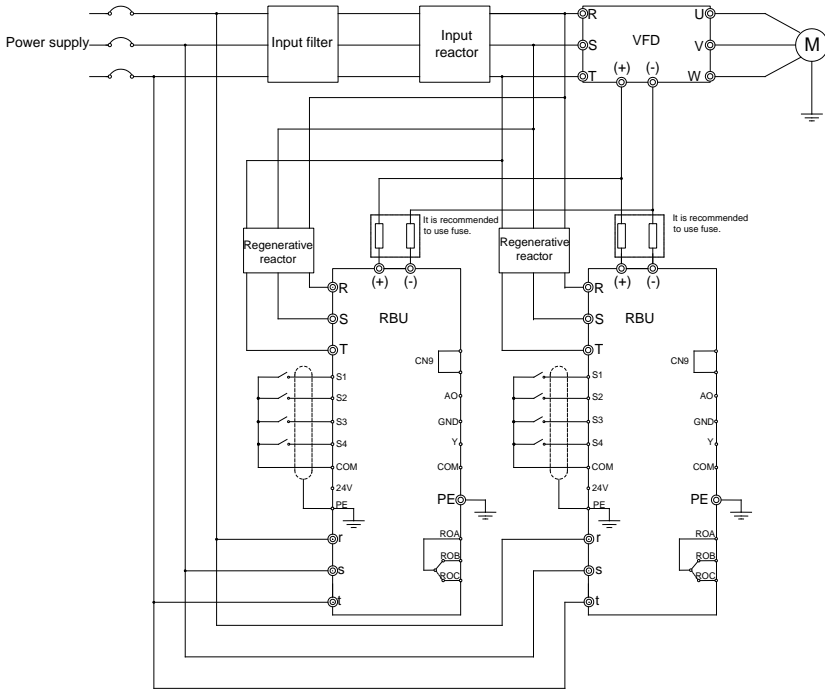 Power supply
Input filter
Input
reactor
R
S
T
VFD
(+)
(-)
U
V
W
M
Regenerative
reactor
It is recommended
to use fuse.
Regenerative
reactor
It is recommended
to use fuse.
(+)
(-)
R
S
T
RBU
S1
S2
S3
S4
COM
24V
PE
r
s
t
CN9
AO
GND
Y
COM
PE
ROA
ROB
ROC
(+)
(-)
R
S
T
RBU
S1
S2
S3
S4
COM
24V
PE
r
s
t
CN9
AO
GND
Y
COM
PE
ROA
ROB
ROC